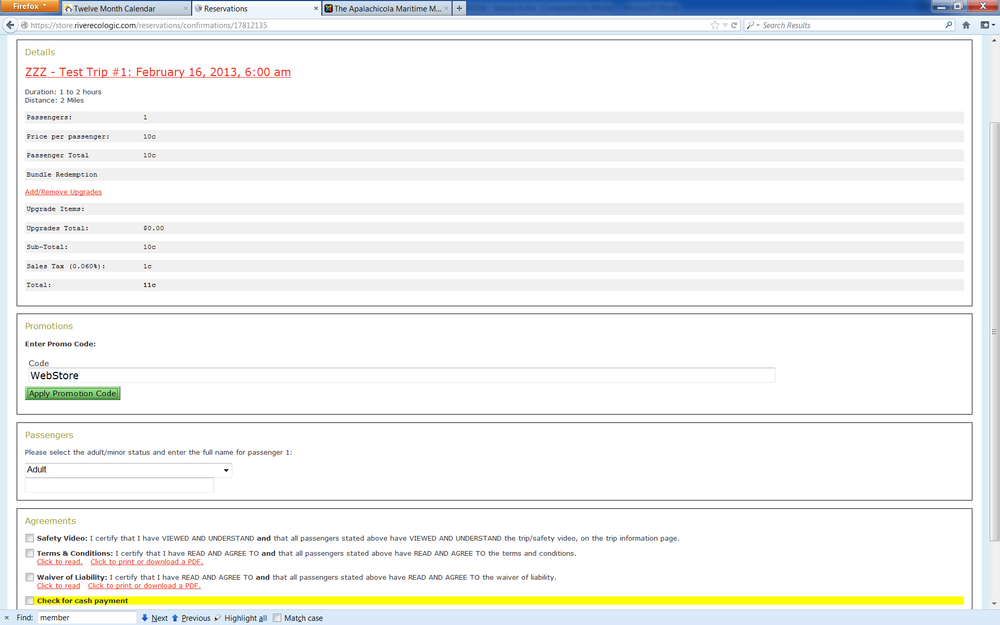 Firefox
Twelve Month Calendar
Reservations
The Apalachicola Maritime M...
https://store.riverecologic.com/reservations/confirmations/17812135
Search Results
Details
ZZZ - Test Trip #1: February 16, 2013, 6:00 am
Duration: 1 to 2 hours
Distance: 2 Miles
Passengers: 1
Price per passenger: 10c
Passenger Total 10c
Bundle Redemption
Add/Remove Upgrades
Upgrade Items:
Upgrades Total: $0.00
Sub-Total: 10c
Sales Tax (0.060%): 1c
Total: 11c
Promotions
Enter Promo Code:
Code
WebStore
Apply Promotion Code
Passengers
Please select the adult/minor status and enter the full name for passenger 1:
Adult
Agreements
Safety Video: I certify that I have VIEWED AND UNDERSTAND and that all passengers stated above have VIEWED AND UNDERSTAND the trip/safety video, on the trip information page.
Terms & Conditions: I certify that I have READ AND AGREE TO and that all passengers stated above have READ AND AGREE TO the terms and conditions.
Click to read. Click to print or download a PDF.
Waiver of Liability: I certify that I have READ AND AGREE TO and that all passengers stated above have READ AND AGREE TO the waiver of liability.
Click to read Click to print or download a PDF.
Check for cash payment
Find: member Next Previous Highlight all Match case